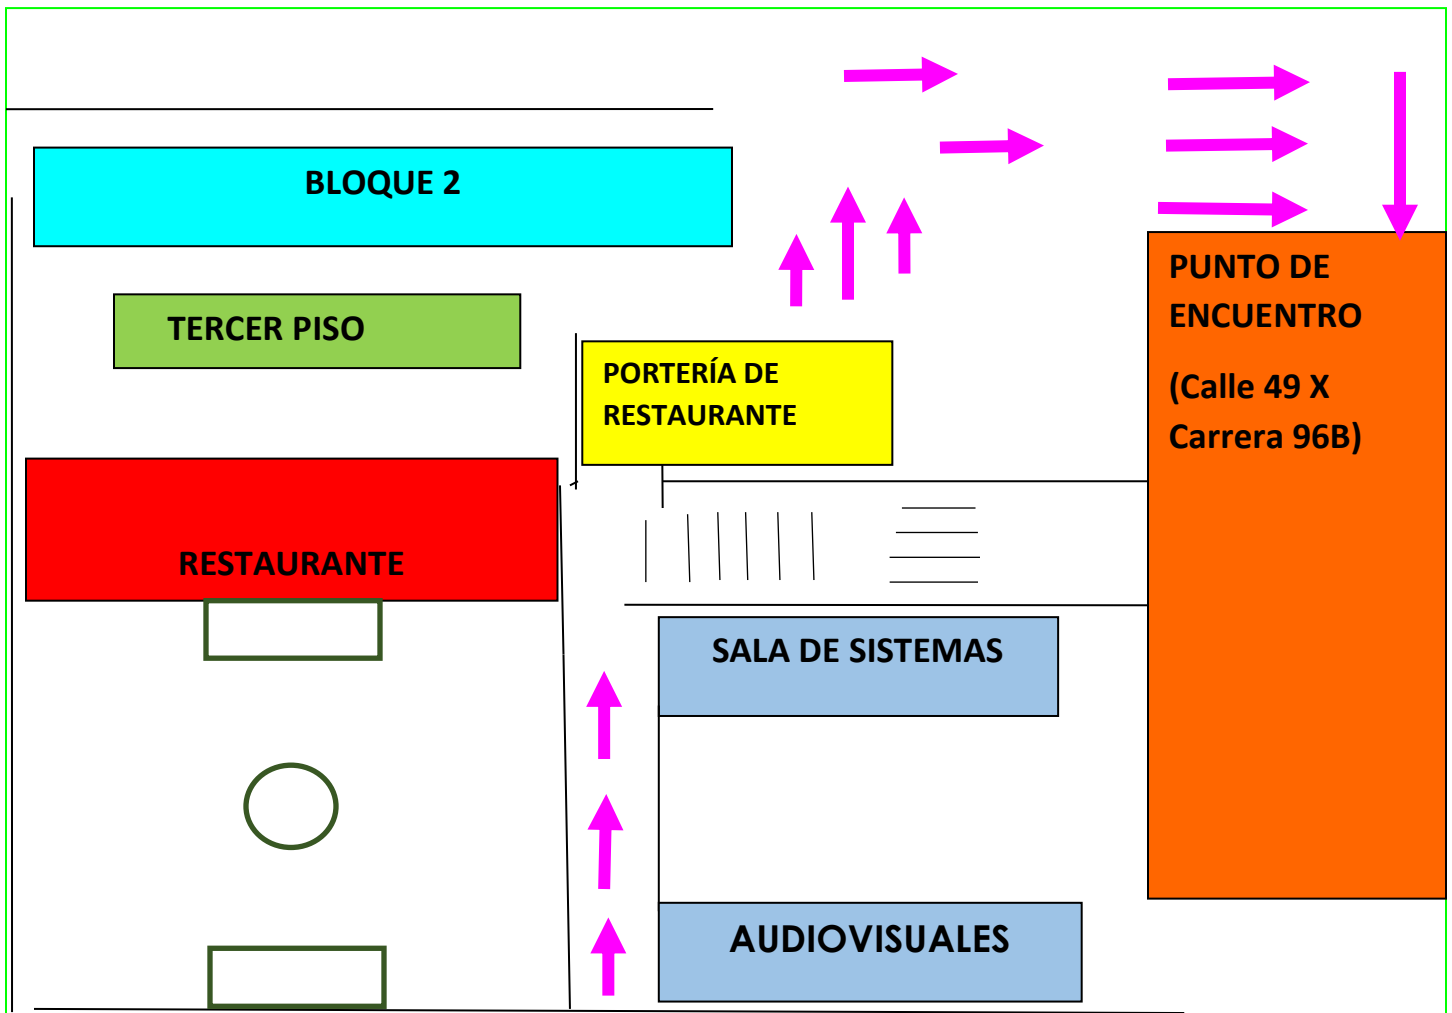 BLOQUE 2
TERCER PISO
PORTERÍA DE
RESTAURANTE
PUNTO DE
ENCUENTRO
(Calle 49 X
Carrera 96B)
RESTAURANTE
SALA DE SISTEMAS
AUDIOVISUALES